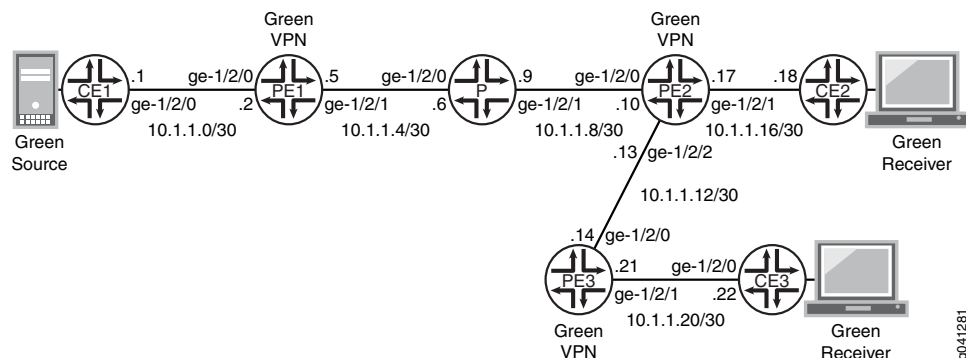 Green
VPN
Green
VPN
.1
ge-1/2/0
.5
ge-1/2/0
.9
ge-1/2/0
.17
.18
CE1
PE1
P
PE2
CE2
ge-1/2/0
.2
ge-1/2/1
.6
ge-1/2/1
.10
ge-1/2/1
10.1.1.0/30
10.1.1.4/30
10.1.1.8/30
10.1.1.16/30
Green
Source
Green
Receiver
.13
ge-1/2/2
10.1.1.12/30
.14
ge-1/2/0
.21
ge-1/2/0
PE3
CE3
ge-1/2/1
.22
10.1.1.20/30
Green
VPN
Green
Receiver
g041281